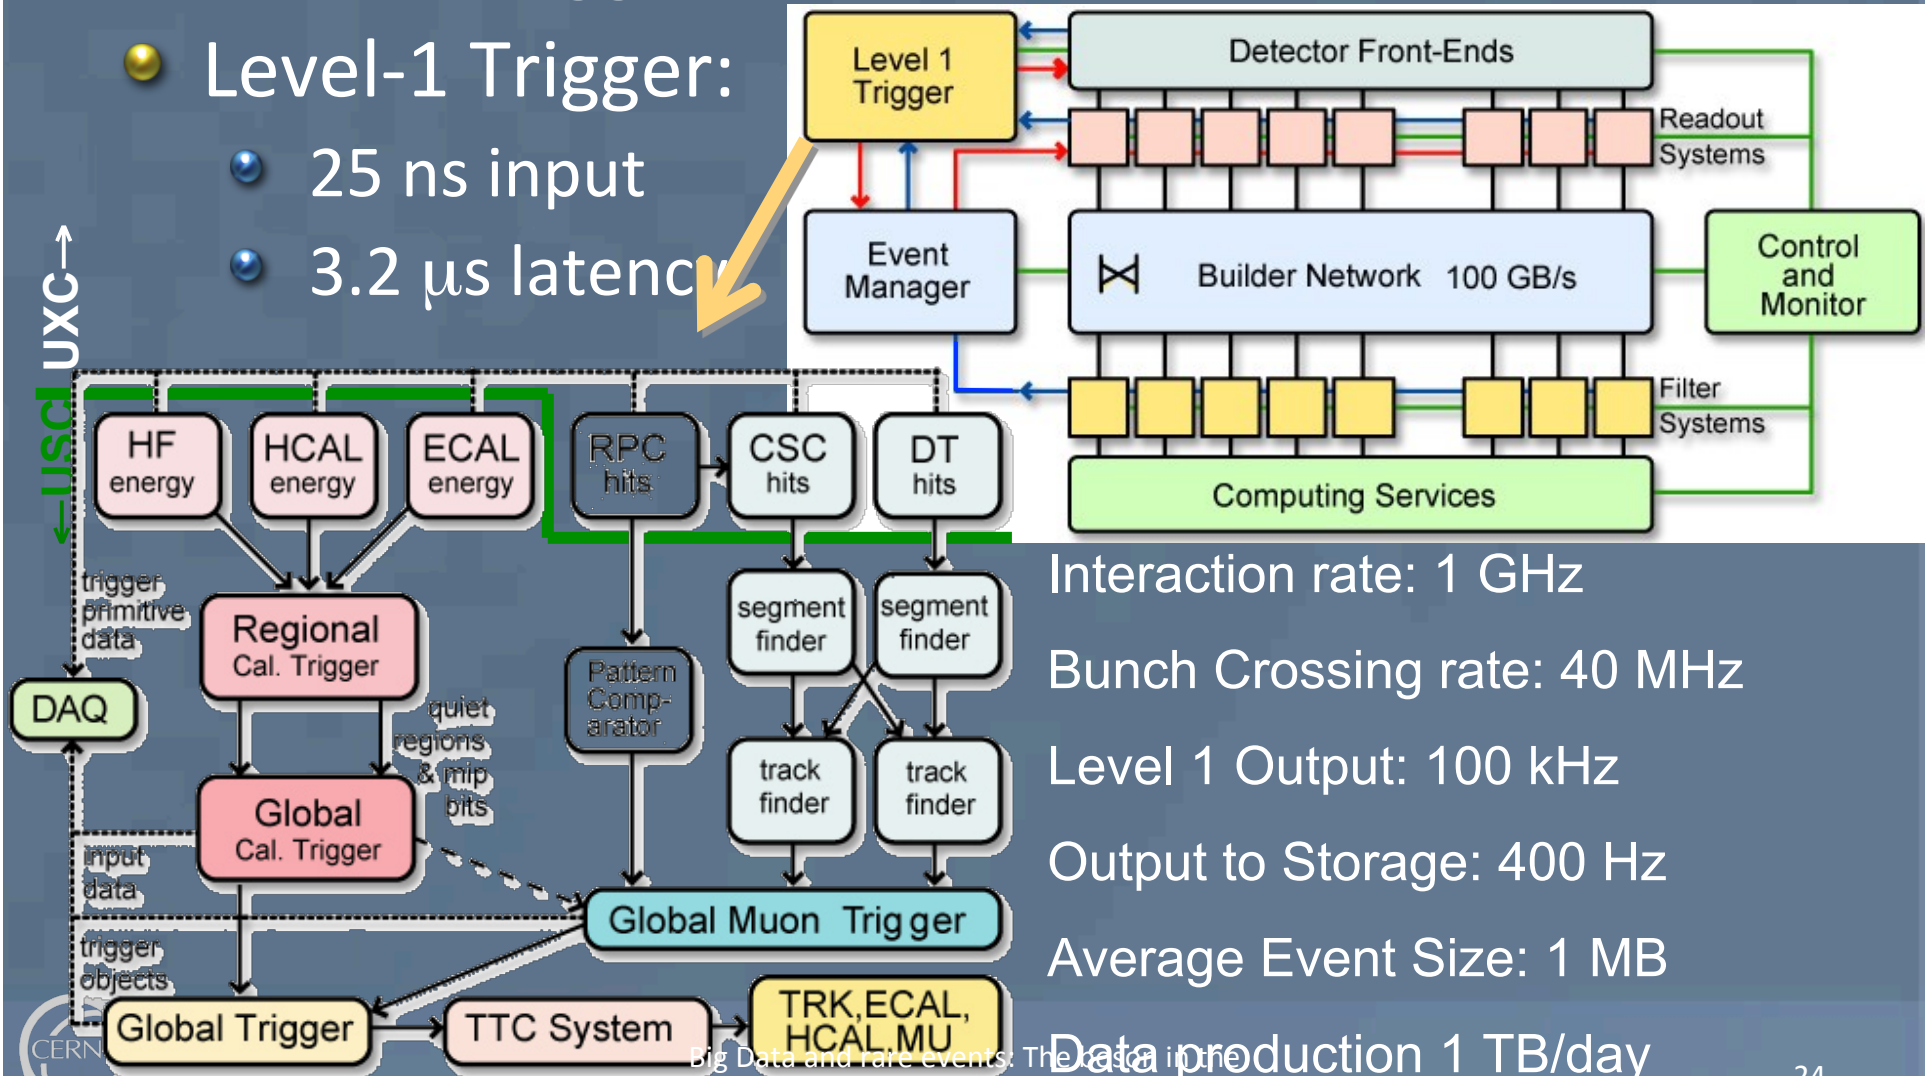 Level-1 Trigger:
25 ns input
3.2 μs latency
Level 1
Trigger
Detector Front-Ends
Readout
Systems
Event
Manager
Builder Network 100 GB/s
Control
and
Monitor
Filter
Systems
Computing Services
UXC→
←USC
HF
energy
HCAL
energy
ECAL
energy
RPC
hits
CSC
hits
DT
hits
trigger
primitive
data
Regional
Cal. Trigger
Pattern
Comp-
arator
segment
finder
segment
finder
DAQ
quiet
regions
& mip
bits
track
finder
track
finder
Global
Cal. Trigger
input
data
Global Muon Trigger
trigger
objects
Global Trigger
TTC System
TRK,ECAL,
HCAL,MU
Interaction rate: 1 GHz
Bunch Crossing rate: 40 MHz
Level 1 Output: 100 kHz
Output to Storage: 400 Hz
Average Event Size: 1 MB
Data production 1 TB/day
CERN
Big Data and rare events: The boson in the
24